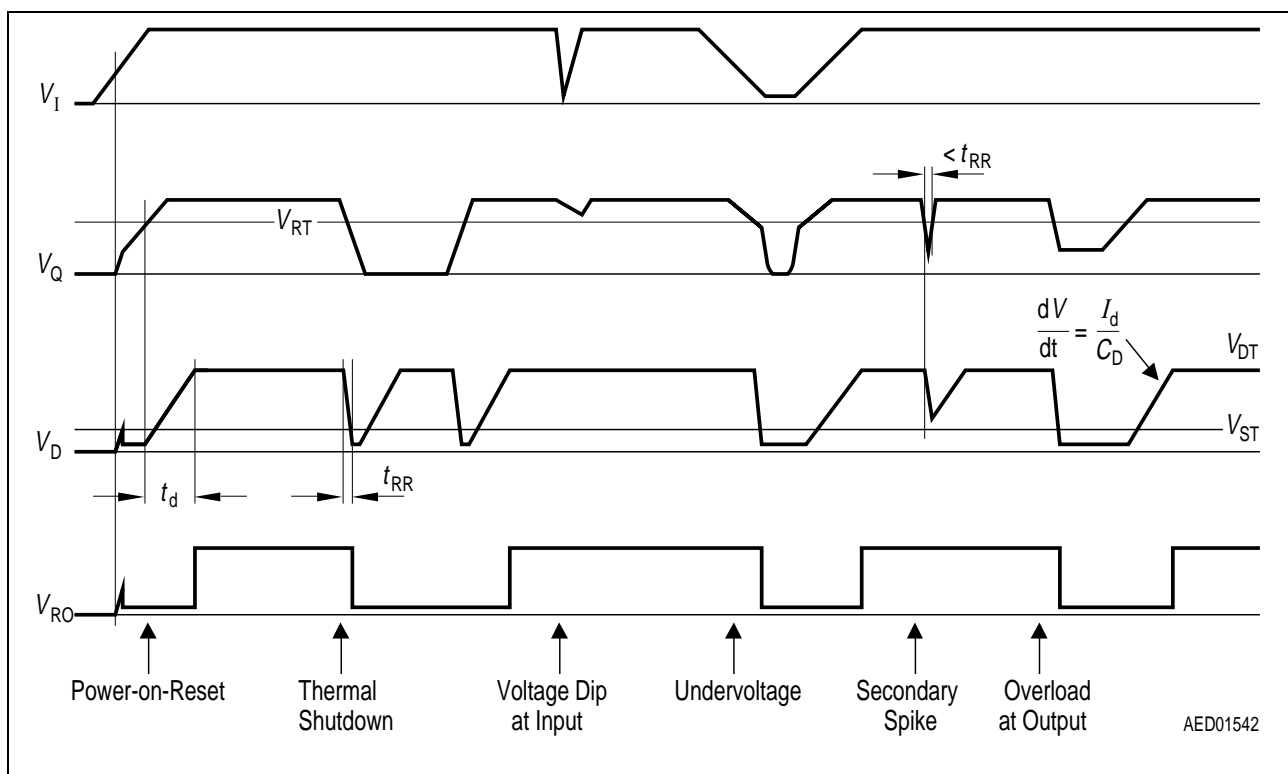 V_I
< t_RR
V_RT
V_Q
dV/dt = I_d/C_D
V_DT
V_D
V_ST
t_d
t_RR
V_RO
Power-on-Reset
Thermal
Shutdown
Voltage Dip
at Input
Undervoltage
Secondary
Spike
Overload
at Output
AED01542